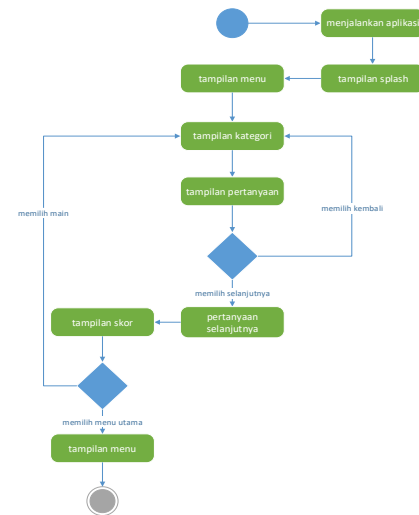 menjalankan aplikasi
tampilan menu
tampilan splash
tampilan kategori
tampilan pertanyaan
memilih main
memilih kembali
memilih selanjutnya
pertanyaan
selanjutnya
tampilan skor
memilih menu utama
tampilan menu